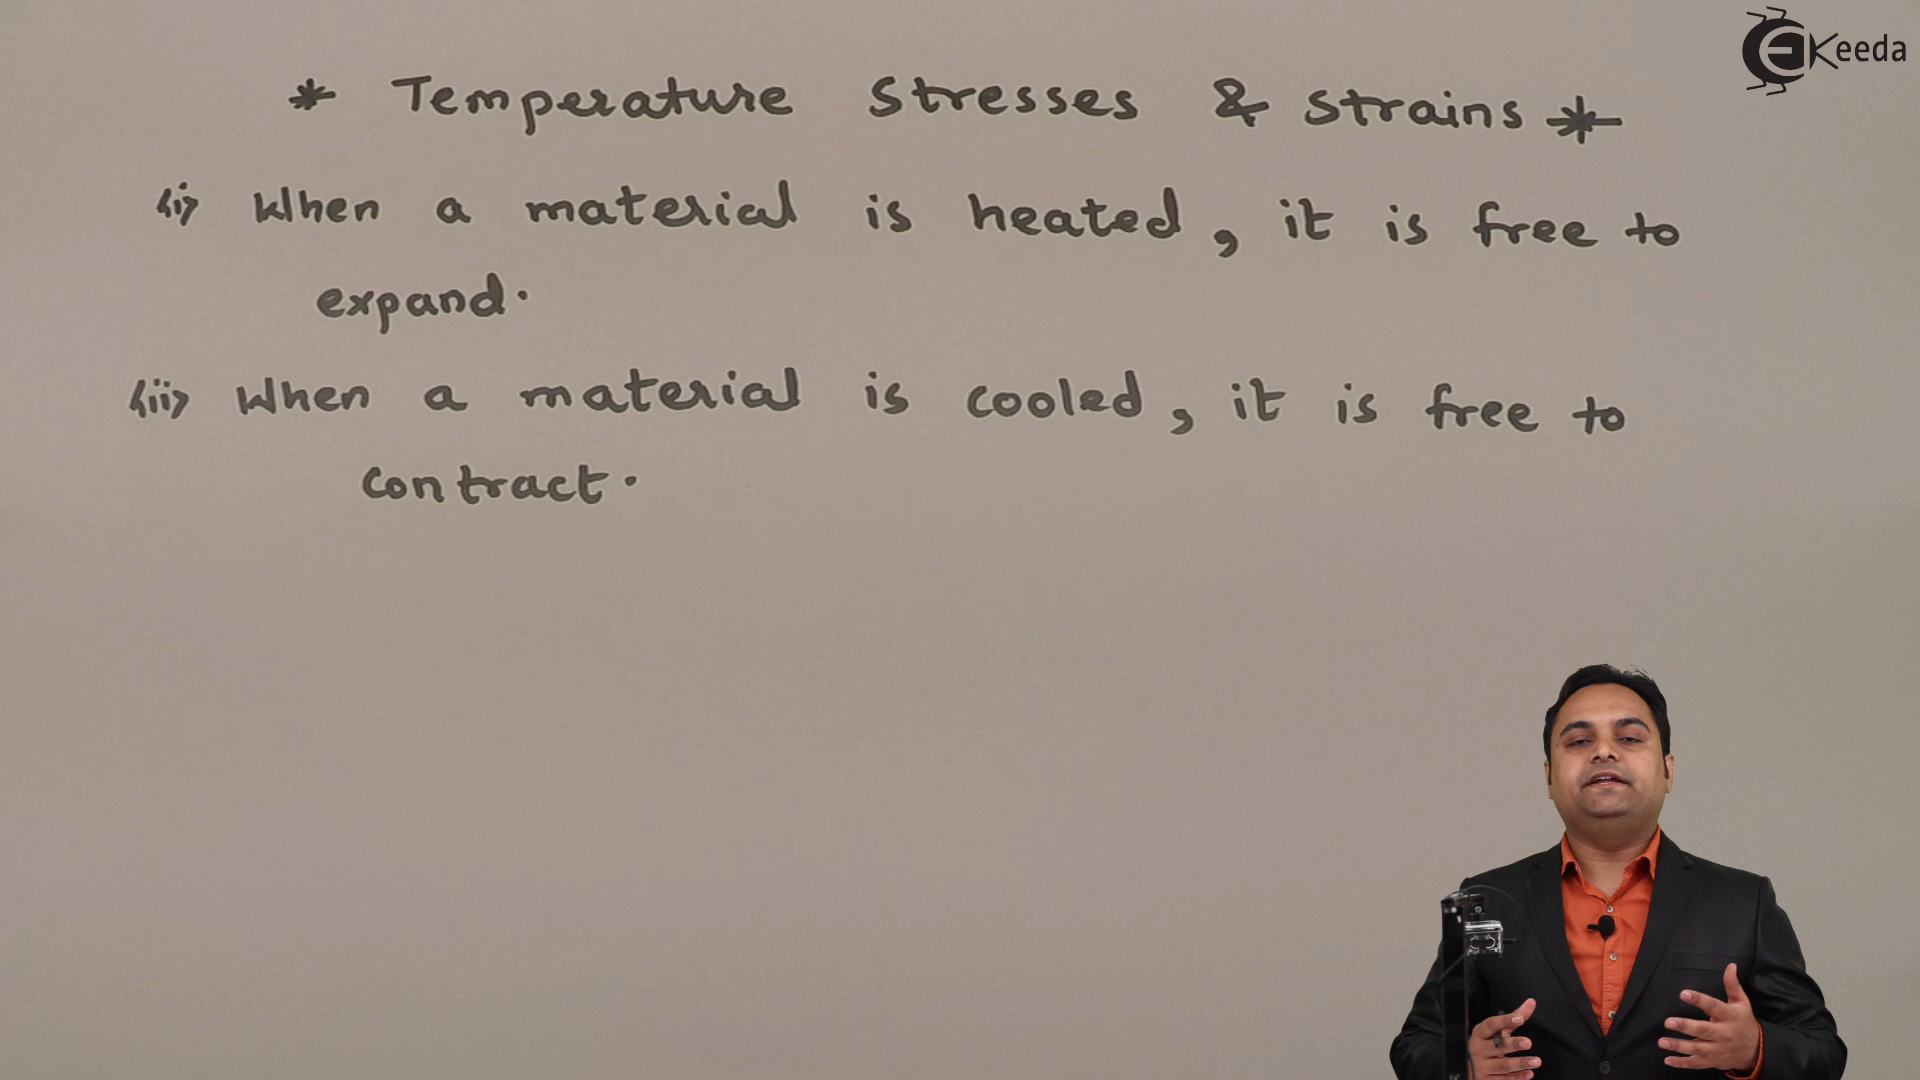 Ekeeda
* Temperature Stresses & Strains *
(i) When a material is heated, it is free to
expand.
(ii) When a material is cooled, it is free to
contract.